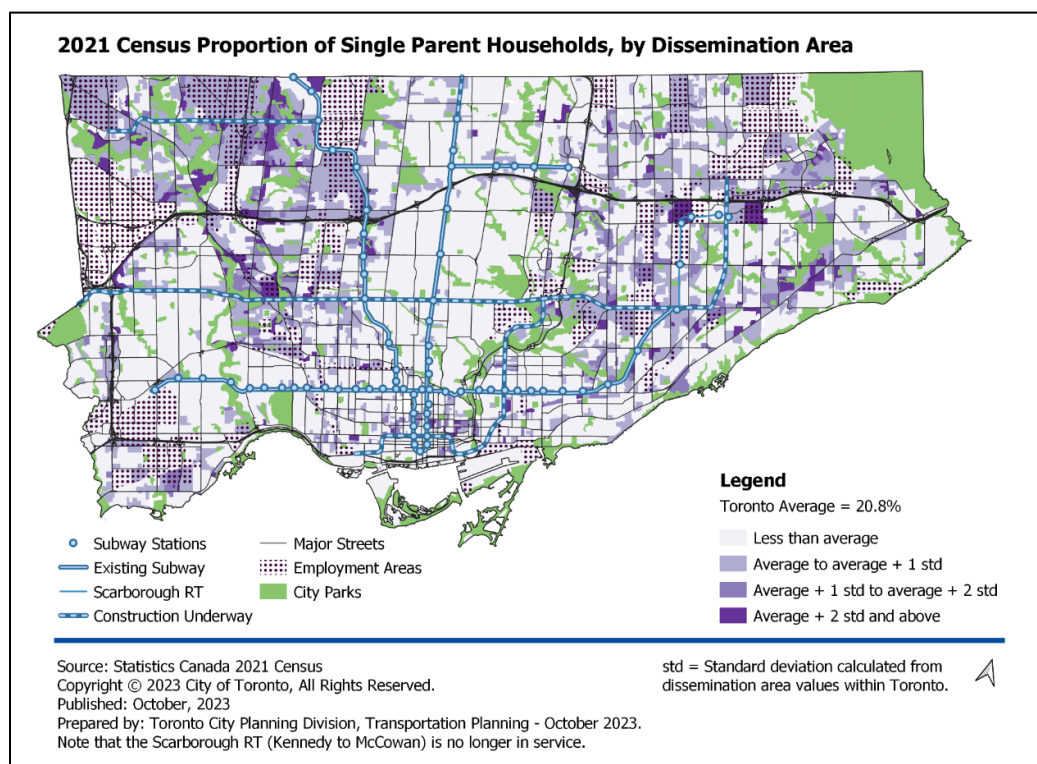 2021 Census Proportion of Single Parent Households, by Dissemination Area
Legend
Toronto Average = 20.8%
Less than average
Average to average + 1 std
Average + 1 std to average + 2 std
Average + 2 std and above
Subway Stations
Existing Subway
Scarborough RT
Construction Underway
Major Streets
Employment Areas
City Parks
Source: Statistics Canada 2021 Census
Copyright © 2023 City of Toronto, All Rights Reserved.
Published: October, 2023
Prepared by: Toronto City Planning Division, Transportation Planning - October 2023.
Note that the Scarborough RT (Kennedy to McCowan) is no longer in service.
std = Standard deviation calculated from
dissemination area values within Toronto.